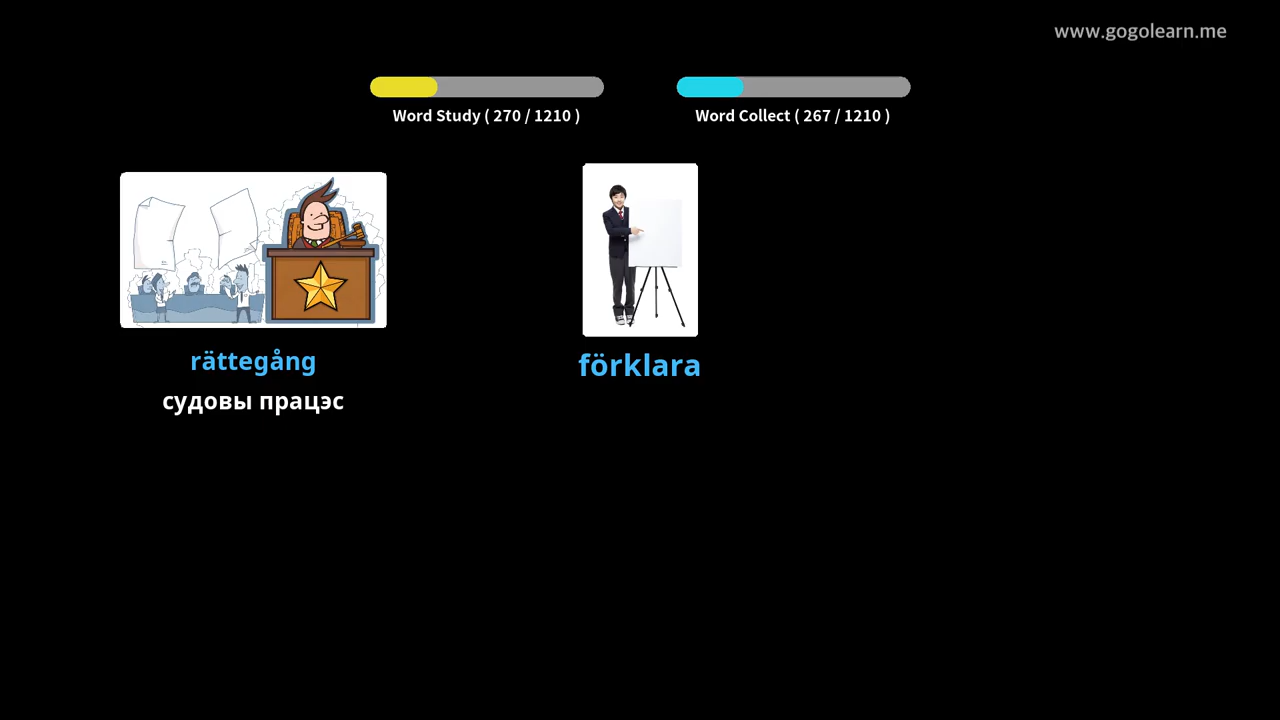 www.gogolearn.me
Word Study ( 270 / 1210 )
Word Collect ( 267 / 1210 )
rättegång
судовы працэс
förklara